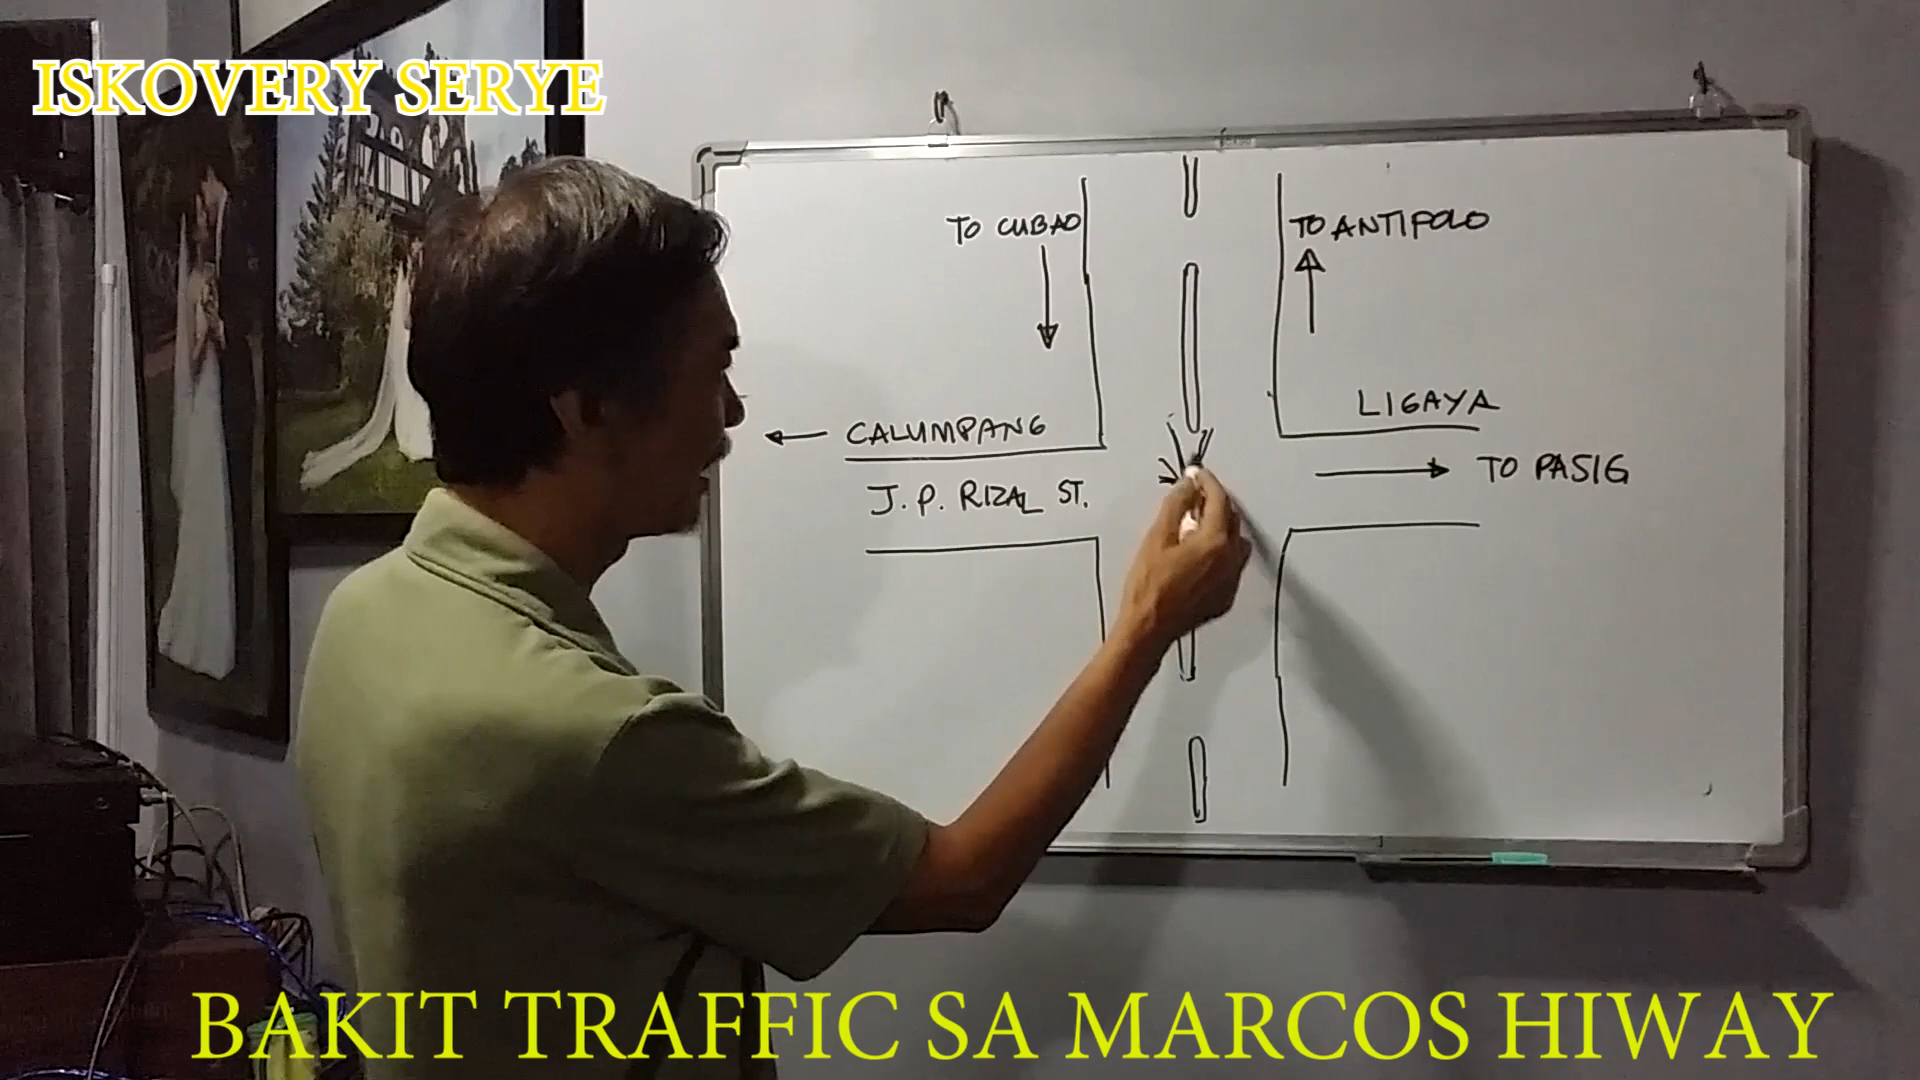 ISKOVERY SERYE
TO CUBAO
TO ANTIPOLO
LIGAYA
CALUMPANG
TO PASIG
J.P. RIZAL ST.
BAKIT TRAFFIC SA MARCOS HIWAY